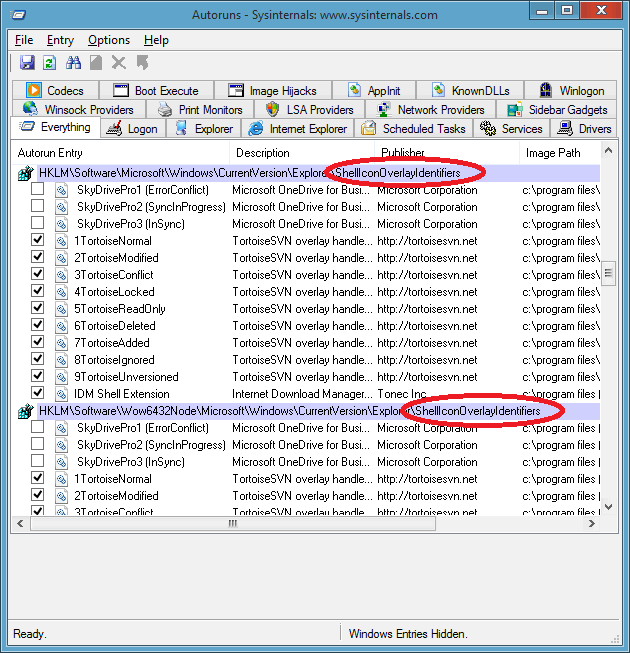 Autoruns - Sysinternals: www.sysinternals.com
File Entry Options Help
Codecs Boot Execute Image Hijacks AppInit KnownDLLs Winlogon
Winsock Providers Print Monitors LSA Providers Network Providers Sidebar Gadgets
Everything Logon Explorer Internet Explorer Scheduled Tasks Services Drivers
Autorun Entry Description Publisher Image Path
HKLM\Software\Microsoft\Windows\CurrentVersion\Explorer\ShellIconOverlayIdentifiers
SkyDrivePro1 (ErrorConflict) Microsoft OneDrive for Busi... Microsoft Corporation c:\program files\
SkyDrivePro2 (SyncInProgress) Microsoft OneDrive for Busi... Microsoft Corporation c:\program files\
SkyDrivePro3 (InSync) Microsoft OneDrive for Busi... Microsoft Corporation c:\program files\
1TortoiseNormal TortoiseSVN overlay handle... http://tortoisesvn.net c:\program files\
2TortoiseModified TortoiseSVN overlay handle... http://tortoisesvn.net c:\program files\
3TortoiseConflict TortoiseSVN overlay handle... http://tortoisesvn.net c:\program files\
4TortoiseLocked TortoiseSVN overlay handle... http://tortoisesvn.net c:\program files\
5TortoiseReadOnly TortoiseSVN overlay handle... http://tortoisesvn.net c:\program files\
6TortoiseDeleted TortoiseSVN overlay handle... http://tortoisesvn.net c:\program files\
7TortoiseAdded TortoiseSVN overlay handle... http://tortoisesvn.net c:\program files\
8TortoiseIgnored TortoiseSVN overlay handle... http://tortoisesvn.net c:\program files\
9TortoiseUnversioned TortoiseSVN overlay handle... http://tortoisesvn.net c:\program files\
IDM Shell Extension Internet Download Manager... Tonec Inc. c:\program files\
HKLM\Software\Wow6432Node\Microsoft\Windows\CurrentVersion\Explorer\ShellIconOverlayIdentifiers
SkyDrivePro1 (ErrorConflict) Microsoft OneDrive for Busi... Microsoft Corporation c:\program files (
SkyDrivePro2 (SyncInProgress) Microsoft OneDrive for Busi... Microsoft Corporation c:\program files (
SkyDrivePro3 (InSync) Microsoft OneDrive for Busi... Microsoft Corporation c:\program files (
1TortoiseNormal TortoiseSVN overlay handle... http://tortoisesvn.net c:\program files (
2TortoiseModified TortoiseSVN overlay handle... http://tortoisesvn.net c:\program files (
3TortoiseConflict TortoiseSVN overlay handle... http://tortoisesvn.net c:\program files (
Ready. Windows Entries Hidden.